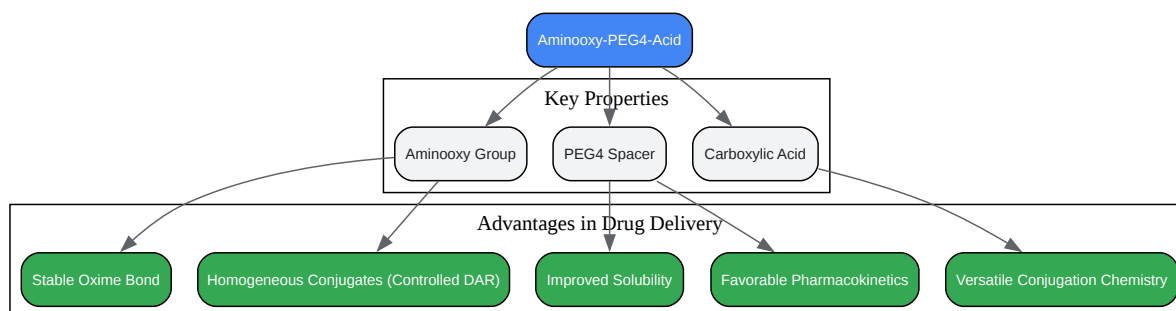 Aminooxy-PEG4-Acid
Key Properties
Aminooxy Group
PEG4 Spacer
Carboxylic Acid
Advantages in Drug Delivery
Stable Oxime Bond
Homogeneous Conjugates (Controlled DAR)
Improved Solubility
Favorable Pharmacokinetics
Versatile Conjugation Chemistry